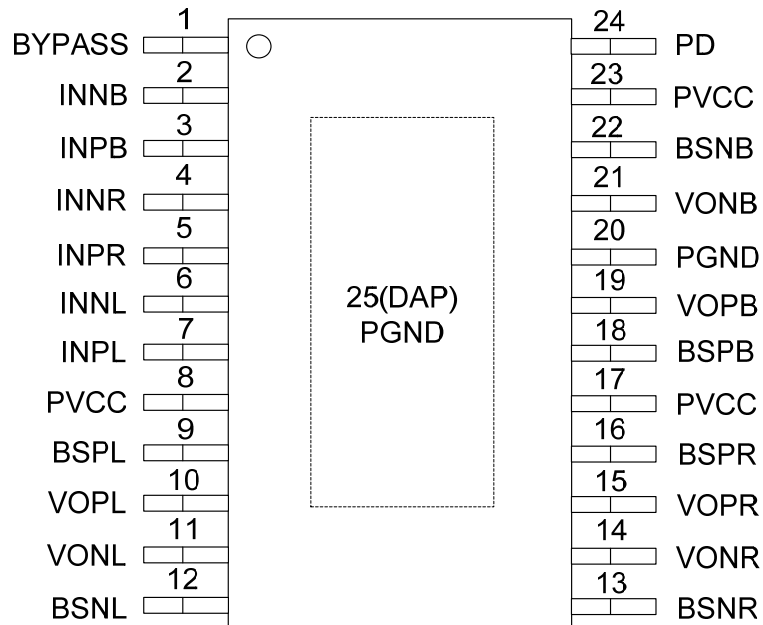 1 24
BYPASS PD
2 23
INNB PVCC
3 22
INPB BSNB
4 21
INNR VONB
5 20
INPR PGND
6 19
INNL VOPB
25(DAP)
PGND
7 18
INPL BSPB
8 17
PVCC PVCC
9 16
BSPL BSPR
10 15
VOPL VOPR
11 14
VONL VONR
12 13
BSNL BSNR